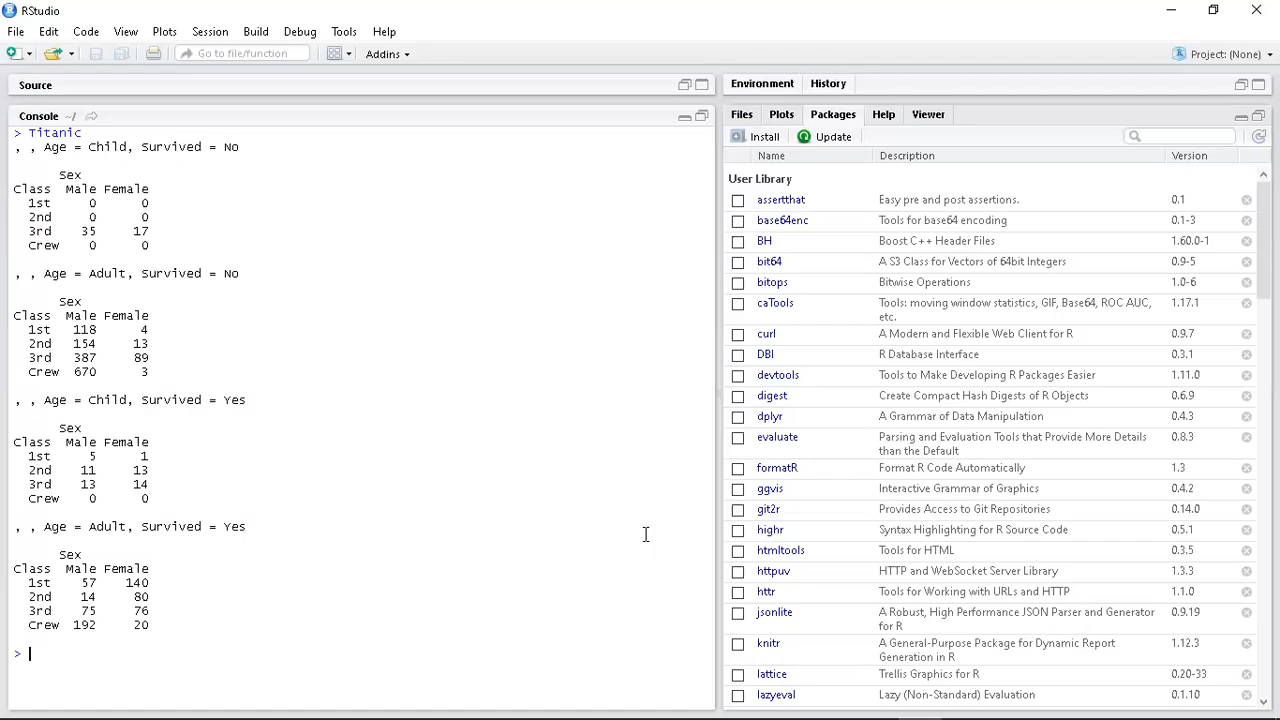 RStudio
File Edit Code View Plots Session Build Debug Tools Help
Go to file/function Addins Project: (None)
Source
Console ~/
> Titanic
, , Age = Child, Survived = No
Sex
Class Male Female
1st 0 0
2nd 0 0
3rd 35 17
Crew 0 0
, , Age = Adult, Survived = No
Sex
Class Male Female
1st 118 4
2nd 154 13
3rd 387 89
Crew 670 3
, , Age = Child, Survived = Yes
Sex
Class Male Female
1st 5 1
2nd 11 13
3rd 13 14
Crew 0 0
, , Age = Adult, Survived = Yes
Sex
Class Male Female
1st 57 140
2nd 14 80
3rd 75 76
Crew 192 20
>
Environment History
Files Plots Packages Help Viewer
Install Update
Name Description Version
User Library
assertthat Easy pre and post assertions. 0.1
base64enc Tools for base64 encoding 0.1-3
BH Boost C++ Header Files 1.60.0-1
bit64 A S3 Class for Vectors of 64bit Integers 0.9-5
bitops Bitwise Operations 1.0-6
caTools Tools: moving window statistics, GIF, Base64, ROC AUC, 1.17.1
etc.
curl A Modern and Flexible Web Client for R 0.9.7
DBI R Database Interface 0.3.1
devtools Tools to Make Developing R Packages Easier 1.11.0
digest Create Compact Hash Digests of R Objects 0.6.9
dplyr A Grammar of Data Manipulation 0.4.3
evaluate Parsing and Evaluation Tools that Provide More Details 0.8.3
than the Default
formatR Format R Code Automatically 1.3
ggvis Interactive Grammar of Graphics 0.4.2
git2r Provides Access to Git Repositories 0.14.0
highr Syntax Highlighting for R Source Code 0.5.1
htmltools Tools for HTML 0.3.5
httpuv HTTP and WebSocket Server Library 1.3.3
httr Tools for Working with URLs and HTTP 1.1.0
jsonlite A Robust, High Performance JSON Parser and Generator 0.9.19
for R
knitr A General-Purpose Package for Dynamic Report 1.12.3
Generation in R
lattice Trellis Graphics for R 0.20-33
lazyeval Lazy (Non-Standard) Evaluation 0.1.10